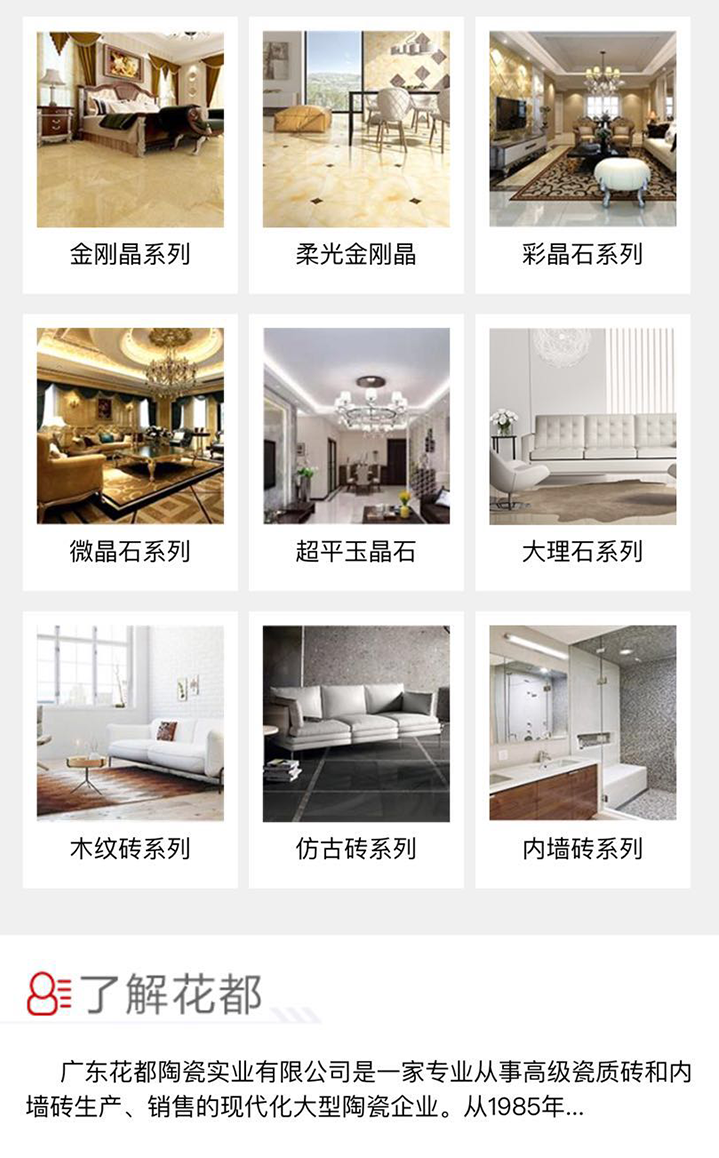 金刚晶系列
柔光金刚晶
彩晶石系列
微晶石系列
超平玉晶石
大理石系列
木纹砖系列
仿古砖系列
内墙砖系列
了解花都
广东花都陶瓷实业有限公司是一家专业从事高级瓷质砖和内
墙砖生产、销售的现代化大型陶瓷企业。从1985年...